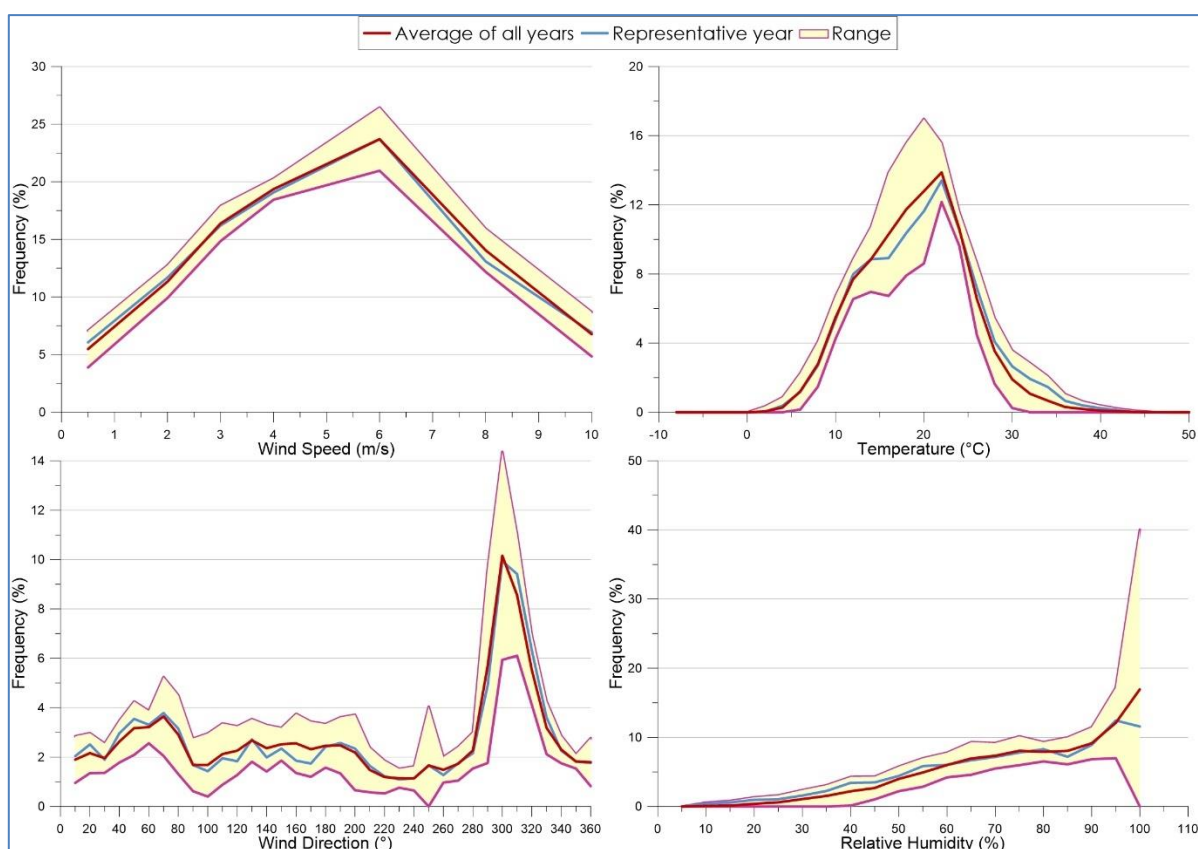 Average of all years Representative year Range
30
25
20
15
10
5
0
Frequency (%)
0 1 2 3 4 5 6 7 8 9 10
Wind Speed (m/s)
20
16
12
8
4
0
Frequency (%)
-10 0 10 20 30 40 50
Temperature (°C)
14
12
10
8
6
4
2
0
Frequency (%)
0 20 40 60 80 100 120 140 160 180 200 220 240 260 280 300 320 340 360
Wind Direction (°)
50
40
30
20
10
0
Frequency (%)
0 10 20 30 40 50 60 70 80 90 100 110
Relative Humidity (%)